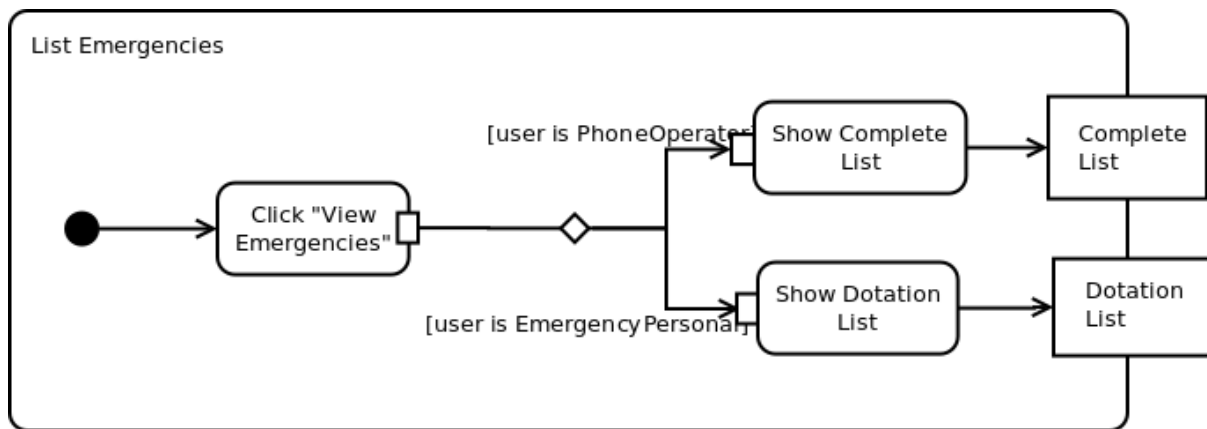 List Emergencies
[user is PhoneOperator]
Show Complete
List
Complete
List
Click "View
Emergencies"
Show Dotation
List
Dotation
List
[user is EmergencyPersonal]